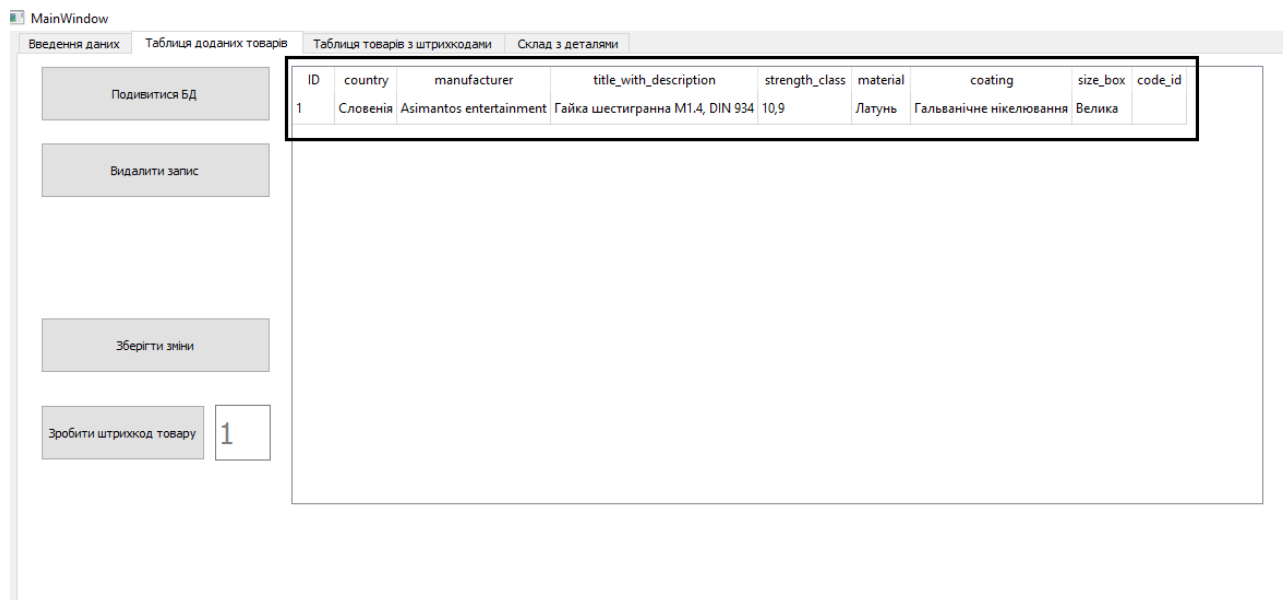 MainWindow
Введення даних Таблиця доданих товарів Таблиця товарів з штрихкодами Склад з деталями
Подивитися БД
Видалити запис
Зберігти зміни
Зробити штрихкод товару 1
ID country manufacturer title_with_description strength_class material coating size_box code_id
1 Словенія Asimantos entertainment Гайка шестигранна М1.4, DIN 934 10,9 Латунь Гальванічне нікелювання Велика